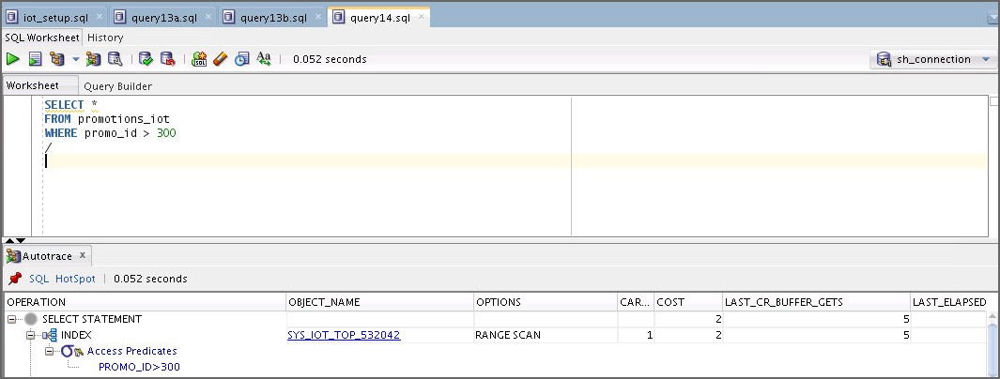 iot_setup.sql query13a.sql query13b.sql query14.sql
SQL Worksheet History
0.052 seconds sh_connection
Worksheet Query Builder
SELECT *
FROM promotions_iot
WHERE promo_id > 300
/
Autotrace x
SQL HotSpot 0.052 seconds
OPERATION OBJECT_NAME OPTIONS CAR... COST LAST_CR_BUFFER_GETS LAST_ELAPSED
SELECT STATEMENT 2 5
INDEX SYS_IOT_TOP_532042 RANGE SCAN 1 2 5
Access Predicates
PROMO_ID>300